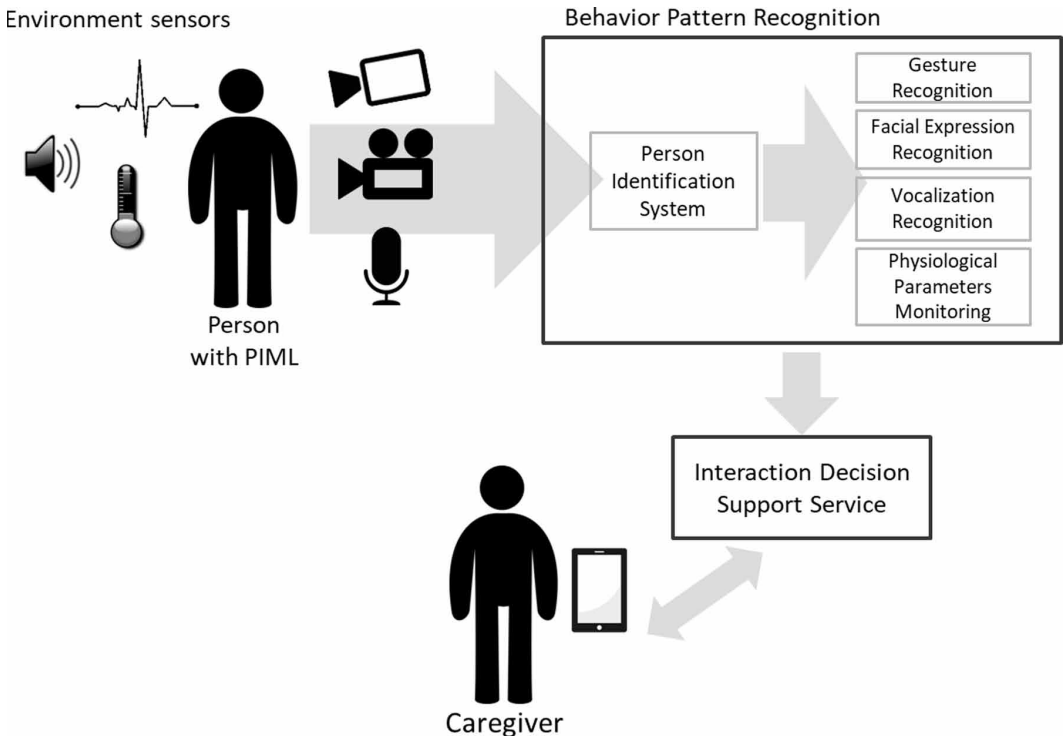 Environment sensors
Behavior Pattern Recognition
Person
with PIML
Person
Identification
System
Gesture
Recognition
Facial Expression
Recognition
Vocalization
Recognition
Physiological
Parameters
Monitoring
Interaction Decision
Support Service
Caregiver